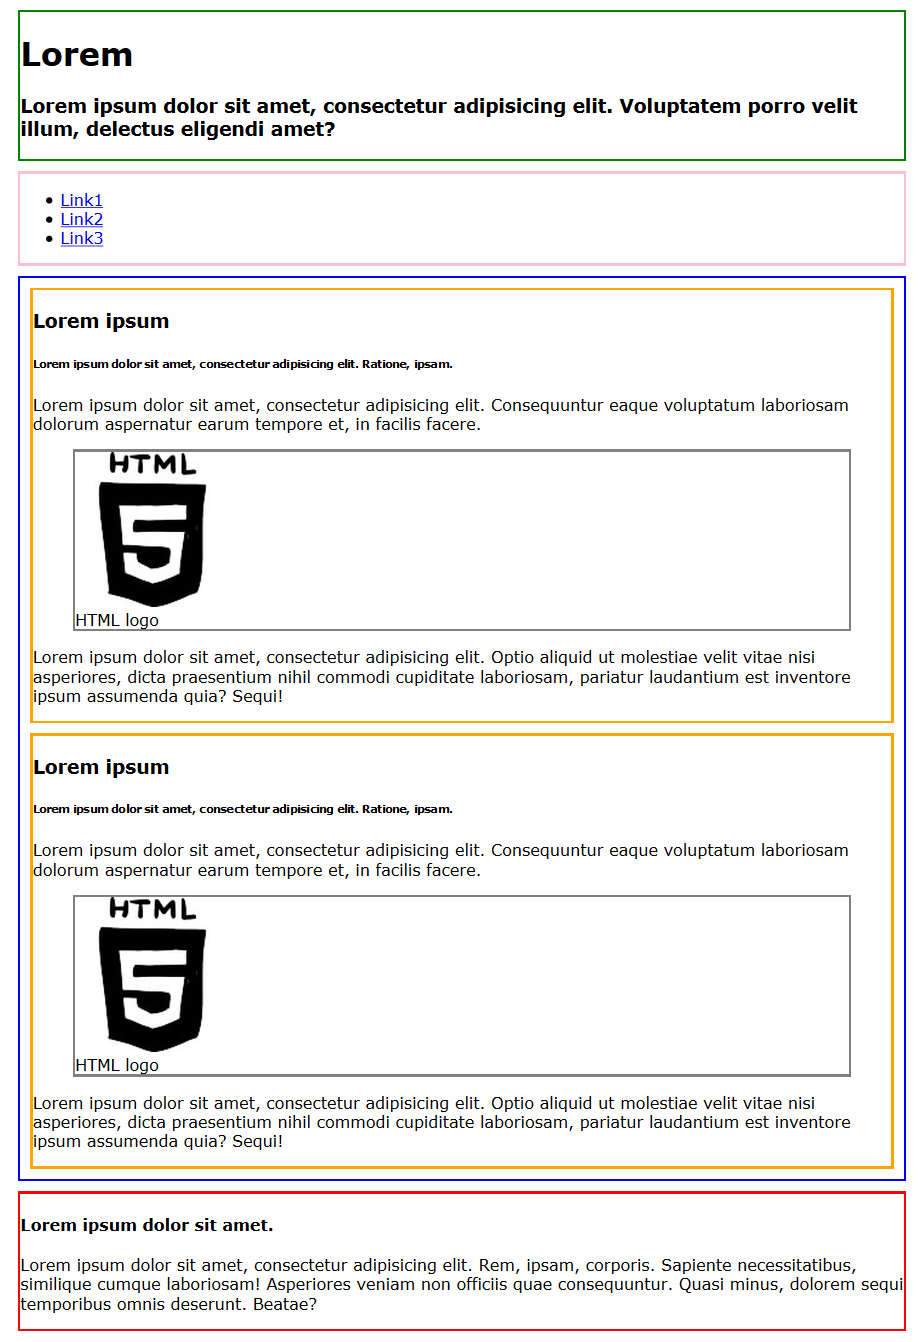 Lorem
Lorem ipsum dolor sit amet, consectetur adipisicing elit. Voluptatem porro velit
illum, delectus eligendi amet?
Link1
Link2
Link3
Lorem ipsum
Lorem ipsum dolor sit amet, consectetur adipisicing elit. Ratione, ipsam.
Lorem ipsum dolor sit amet, consectetur adipisicing elit. Consequuntur eaque voluptatum laboriosam
dolorum aspernatur earum tempore et, in facilis facere.
HTML
5
HTML logo
Lorem ipsum dolor sit amet, consectetur adipisicing elit. Optio aliquid ut molestiae velit vitae nisi
asperiores, dicta praesentium nihil commodi cupiditate laboriosam, pariatur laudantium est inventore
ipsum assumenda quia? Sequi!
Lorem ipsum
Lorem ipsum dolor sit amet, consectetur adipisicing elit. Ratione, ipsam.
Lorem ipsum dolor sit amet, consectetur adipisicing elit. Consequuntur eaque voluptatum laboriosam
dolorum aspernatur earum tempore et, in facilis facere.
HTML
5
HTML logo
Lorem ipsum dolor sit amet, consectetur adipisicing elit. Optio aliquid ut molestiae velit vitae nisi
asperiores, dicta praesentium nihil commodi cupiditate laboriosam, pariatur laudantium est inventore
ipsum assumenda quia? Sequi!
Lorem ipsum dolor sit amet.
Lorem ipsum dolor sit amet, consectetur adipisicing elit. Rem, ipsam, corporis. Sapiente necessitatibus,
similique cumque laboriosam! Asperiores veniam non officiis quae consequuntur. Quasi minus, dolorem sequi
temporibus omnis deserunt. Beatae?